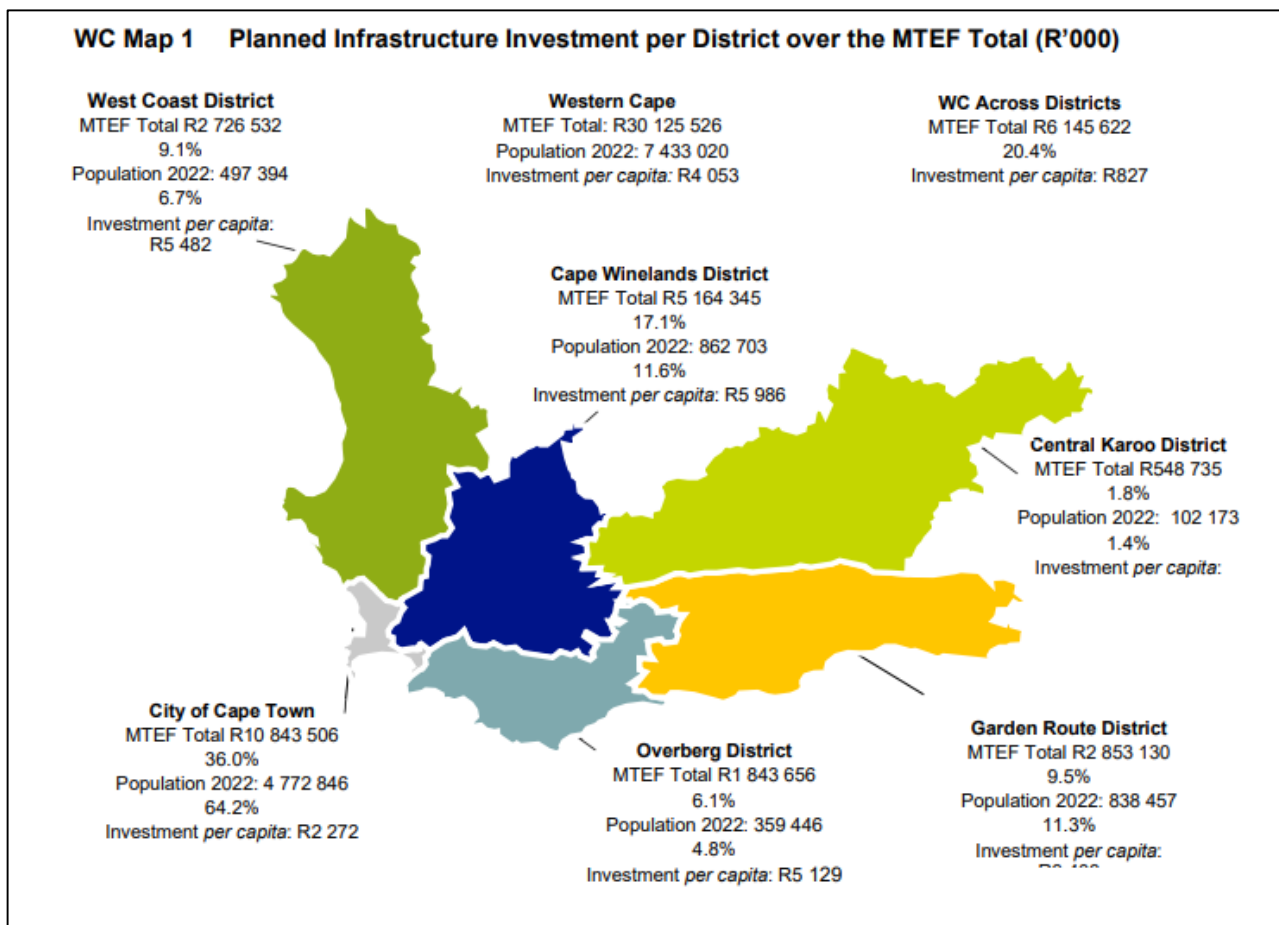 WC Map 1 Planned Infrastructure Investment per District over the MTEF Total (R'000)
West Coast District
MTEF Total R2 726 532
9.1%
Population 2022: 497 394
6.7%
Investment per capita:
R5 482
Western Cape
MTEF Total: R30 125 526
Population 2022: 7 433 020
Investment per capita: R4 053
WC Across Districts
MTEF Total R6 145 622
20.4%
Investment per capita: R827
Cape Winelands District
MTEF Total R5 164 345
17.1%
Population 2022: 862 703
11.6%
Investment per capita: R5 986
Central Karoo District
MTEF Total R548 735
1.8%
Population 2022: 102 173
1.4%
Investment per capita:
City of Cape Town
MTEF Total R10 843 506
36.0%
Population 2022: 4 772 846
64.2%
Investment per capita: R2 272
Overberg District
MTEF Total R1 843 656
6.1%
Population 2022: 359 446
4.8%
Investment per capita: R5 129
Garden Route District
MTEF Total R2 853 130
9.5%
Population 2022: 838 457
11.3%
Investment per capita: